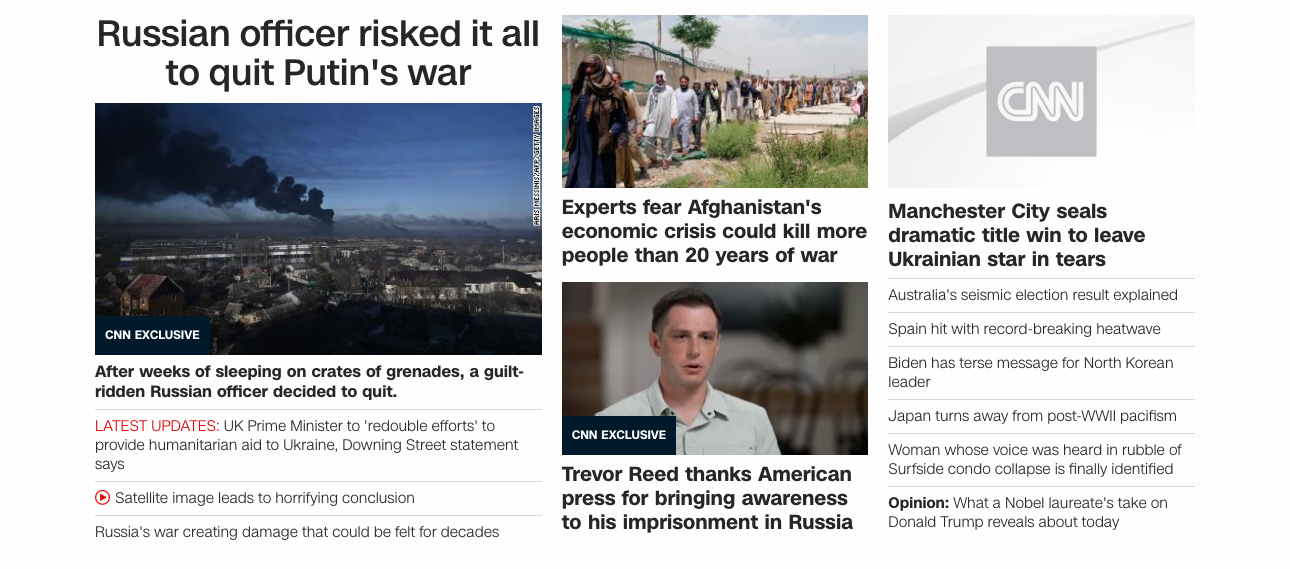 Russian officer risked it all
to quit Putin's war
ARIS MESSINIS/AFP/GETTY IMAGES
CNN EXCLUSIVE
After weeks of sleeping on crates of grenades, a guilt-
ridden Russian officer decided to quit.
LATEST UPDATES: UK Prime Minister to 'redouble efforts' to
provide humanitarian aid to Ukraine, Downing Street statement
says
Satellite image leads to horrifying conclusion
Russia's war creating damage that could be felt for decades
Experts fear Afghanistan's
economic crisis could kill more
people than 20 years of war
CNN EXCLUSIVE
Trevor Reed thanks American
press for bringing awareness
to his imprisonment in Russia
CNN
Manchester City seals
dramatic title win to leave
Ukrainian star in tears
Australia's seismic election result explained
Spain hit with record-breaking heatwave
Biden has terse message for North Korean
leader
Japan turns away from post-WWII pacifism
Woman whose voice was heard in rubble of
Surfside condo collapse is finally identified
Opinion: What a Nobel laureate's take on
Donald Trump reveals about today